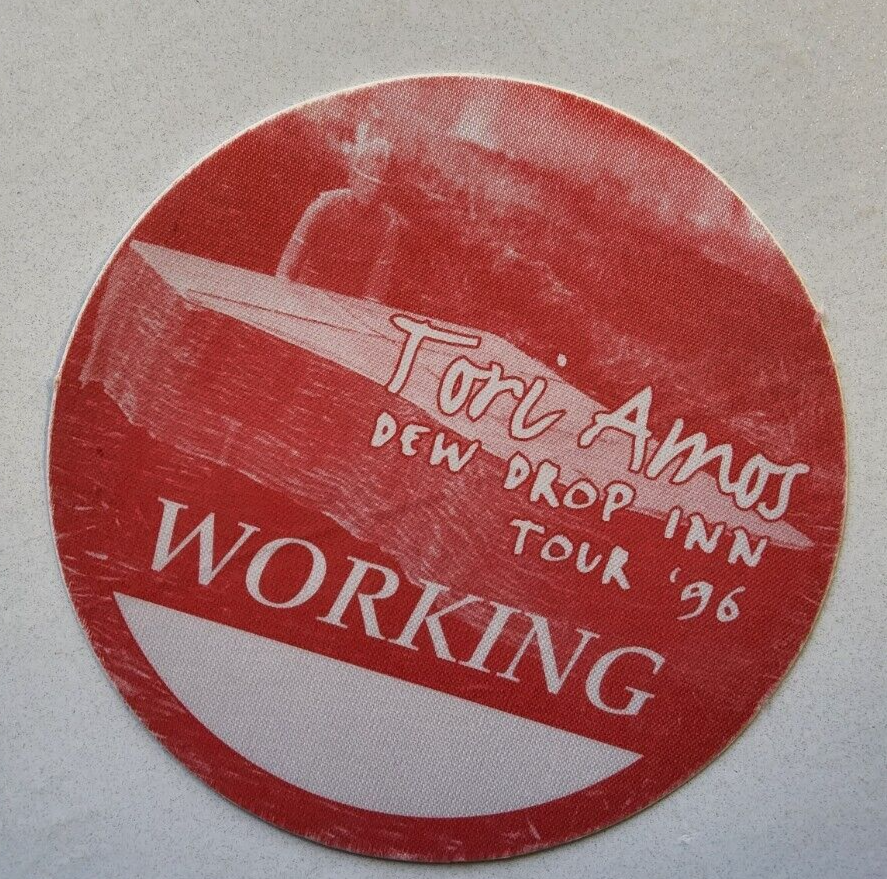 Tori Amos
DEW DROP INN
TOUR '96
WORKING